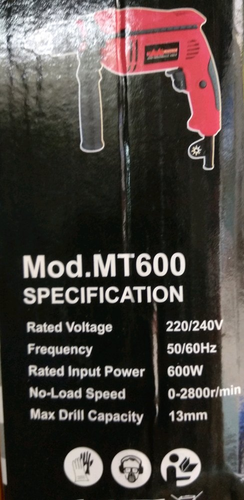 Mod.MT600
SPECIFICATION
Rated Voltage 220/240V
Frequency 50/60Hz
Rated Input Power 600W
No-Load Speed 0-2800r/min
Max Drill Capacity 13mm